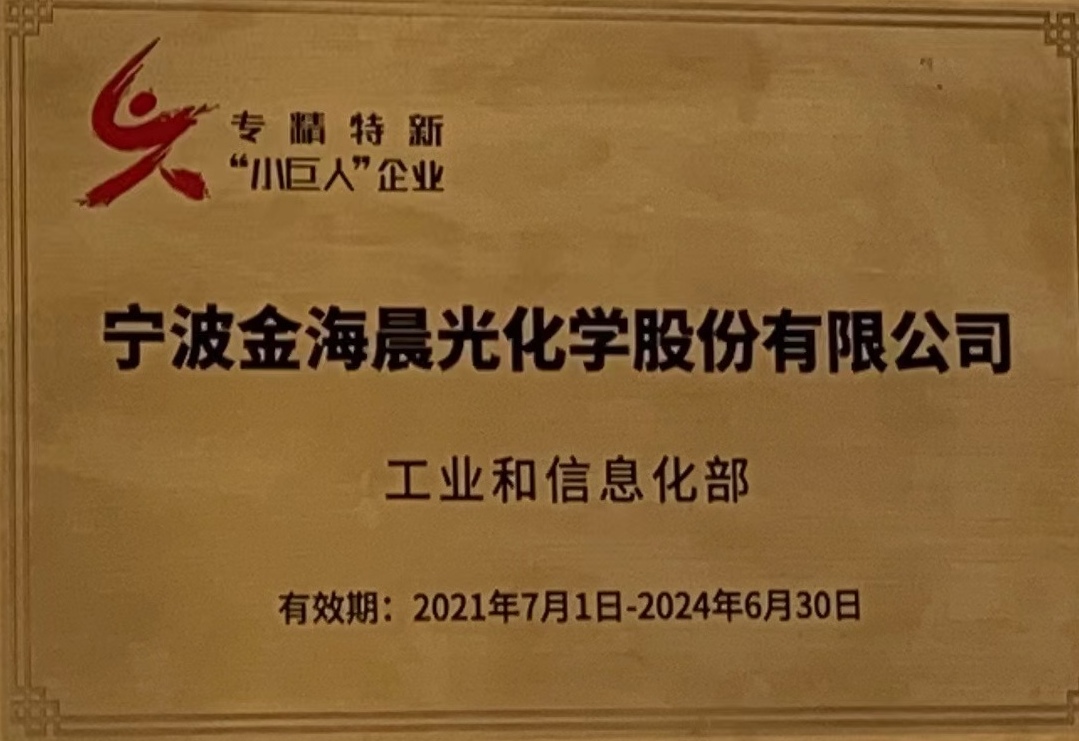 专精特新
“小巨人”企业
宁波金海晨光化学股份有限公司
工业和信息化部
有效期：2021年7月1日-2024年6月30日